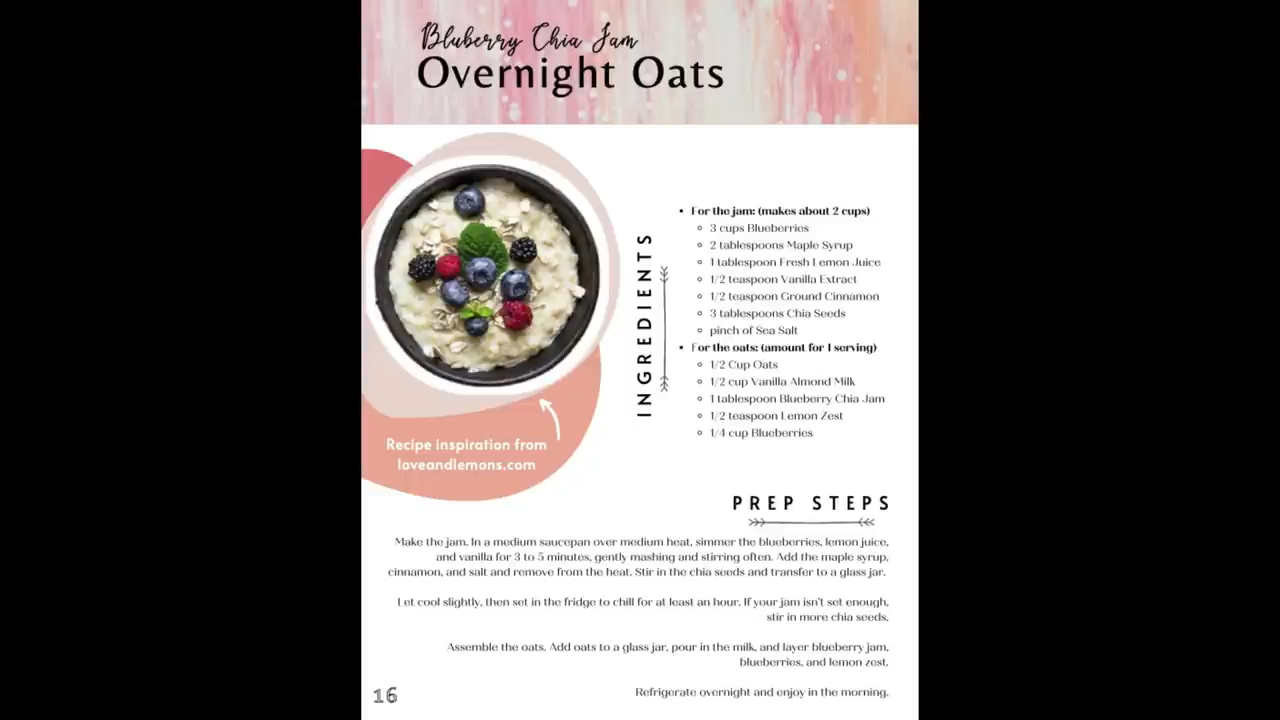 Bluberry Chia Jam
Overnight Oats
INGREDIENTS
For the jam: (makes about 2 cups)
3 cups Blueberries
2 tablespoons Maple Syrup
1 tablespoon Fresh Lemon Juice
1/2 teaspoon Vanilla Extract
1/2 teaspoon Ground Cinnamon
3 tablespoons Chia Seeds
pinch of Sea Salt
For the oats: (amount for 1 serving)
1/2 Cup Oats
1/2 cup Vanilla Almond Milk
1 tablespoon Blueberry Chia Jam
1/2 teaspoon Lemon Zest
1/4 cup Blueberries
Recipe inspiration from
loveandlemons.com
PREP STEPS
Make the jam. In a medium saucepan over medium heat, simmer the blueberries, lemon juice,
and vanilla for 3 to 5 minutes, gently mashing and stirring often. Add the maple syrup,
cinnamon, and salt and remove from the heat. Stir in the chia seeds and transfer to a glass jar.
Let cool slightly, then set in the fridge to chill for at least an hour. If your jam isn't set enough,
stir in more chia seeds.
Assemble the oats. Add oats to a glass jar, pour in the milk, and layer blueberry jam,
blueberries, and lemon zest.
Refrigerate overnight and enjoy in the morning.
16